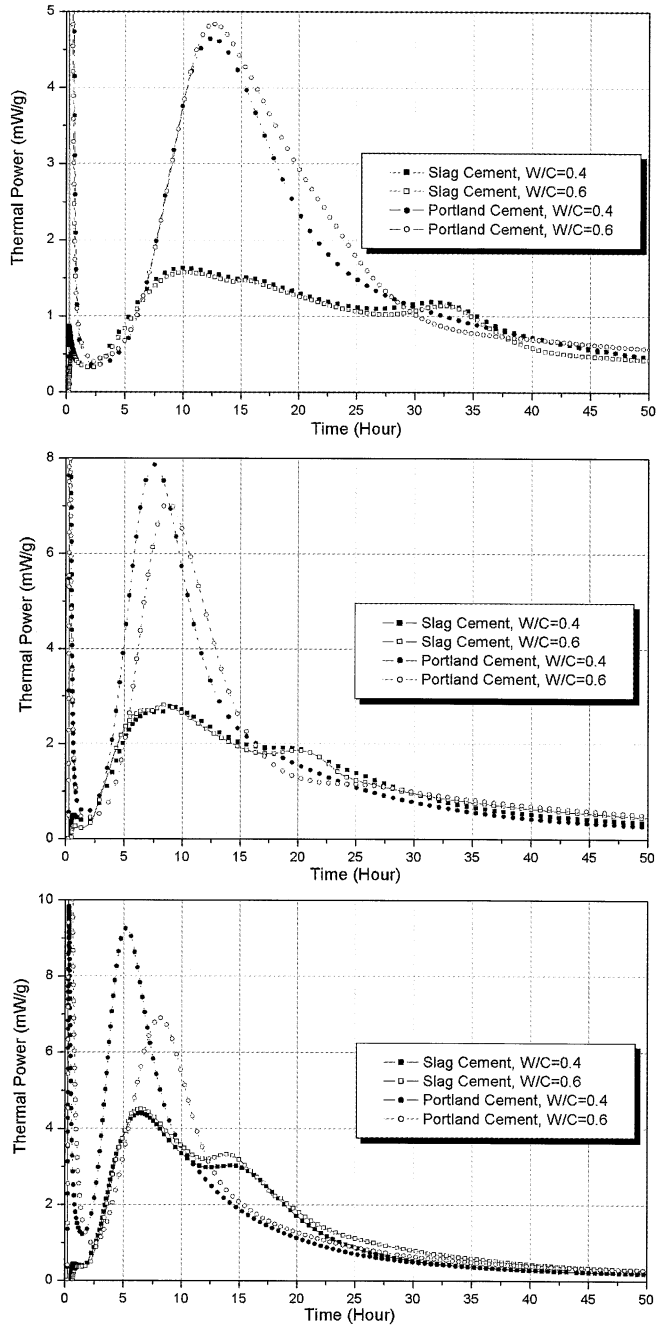 5
4
3
2
1
0
Thermal Power (mW/g)
Slag Cement, W/C=0.4
Slag Cement, W/C=0.6
Portland Cement, W/C=0.4
Portland Cement, W/C=0.6
0 5 10 15 20 25 30 35 40 45 50
Time (Hour)
8
6
4
2
0
Thermal Power (mW/g)
Slag Cement, W/C=0.4
Slag Cement, W/C=0.6
Portland Cement, W/C=0.4
Portland Cement, W/C=0.6
0 5 10 15 20 25 30 35 40 45 50
Time (Hour)
10
8
6
4
2
0
Thermal Power (mW/g)
Slag Cement, W/C=0.4
Slag Cement, W/C=0.6
Portland Cement, W/C=0.4
Portland Cement, W/C=0.6
0 5 10 15 20 25 30 35 40 45 50
Time (Hour)